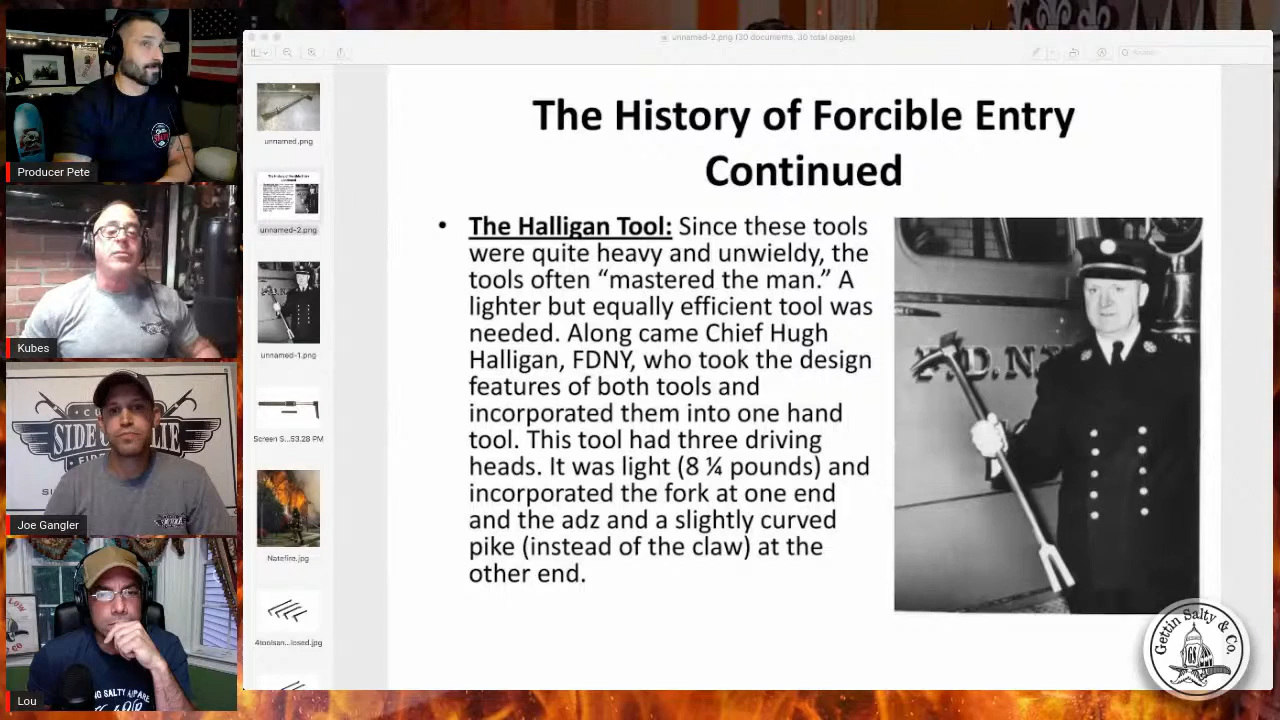 Producer Pete
Kubes
SIDE
Joe Gangler
Lou
unnamed-2.png (30 documents, 30 total pages)
Search
unnamed.png
unnamed-2.png
unnamed-1.png
Screen S...53.28 PM
Natefire.jpg
4toolsan...losed.jpg
The History of Forcible Entry
Continued
• The Halligan Tool: Since these tools
were quite heavy and unwieldy, the
tools often “mastered the man.” A
lighter but equally efficient tool was
needed. Along came Chief Hugh
Halligan, FDNY, who took the design
features of both tools and
incorporated them into one hand
tool. This tool had three driving
heads. It was light (8 ¼ pounds) and
incorporated the fork at one end
and the adz and a slightly curved
pike (instead of the claw) at the
other end.
F.D.N.Y
Gettin Salty & Co.
GS